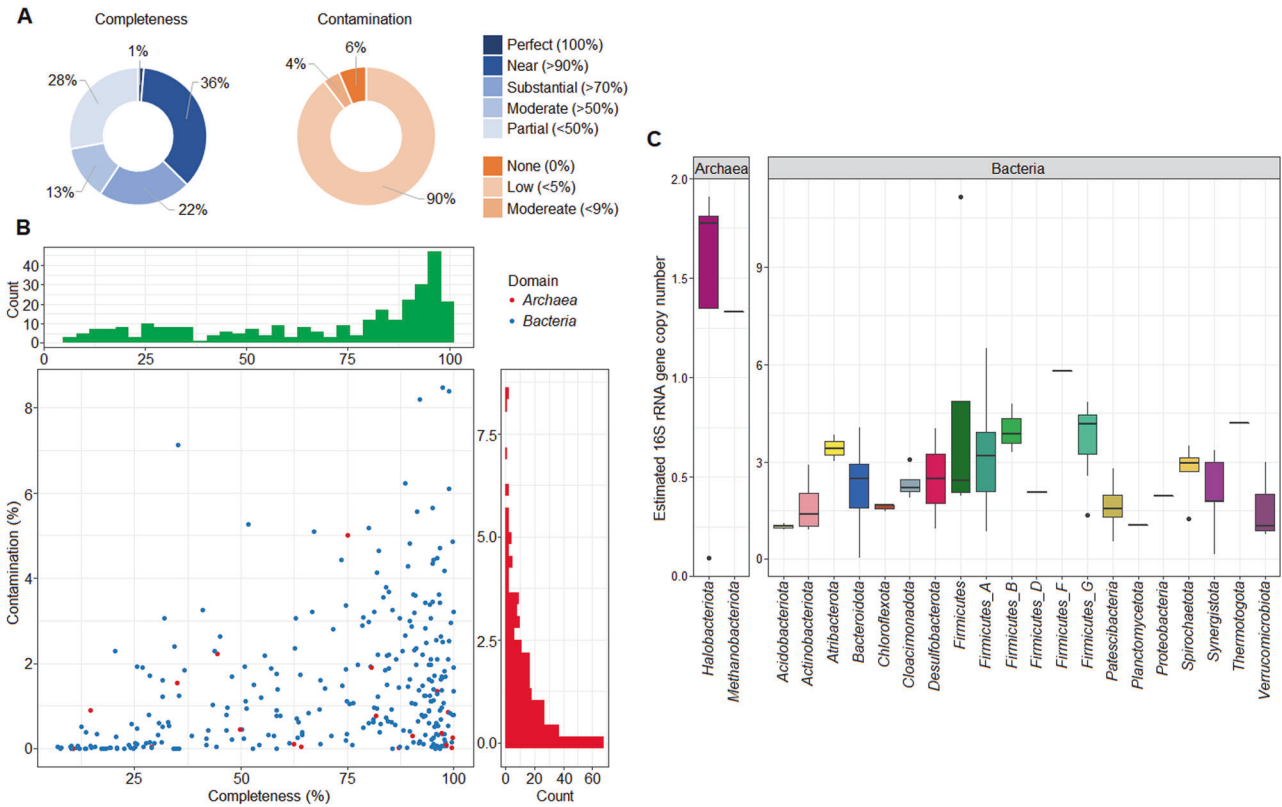 A
Completeness
Contamination
1%
28%
36%
13%
22%
4%
6%
90%
Perfect (100%)
Near (>90%)
Substantial (>70%)
Moderate (>50%)
Partial (<50%)
None (0%)
Low (<5%)
Modereate (<9%)
B
Count
40
30
20
10
0
0
25
50
75
100
Domain
Archaea
Bacteria
Contamination (%)
8
6
4
2
0
0
25
50
75
100
Completeness (%)
7.5
5.0
2.5
0.0
0
20
40
60
Count
C
Archaea
Bacteria
Estimated 16S rRNA gene copy number
2.0
1.5
1.0
0.5
0.0
9
6
3
0
Halobacteriota
Methanobacteriota
Acidobacteriota
Actinobacteriota
Atribacterota
Bacteroidota
Chloroflexota
Cloacimonadota
Desulfobacterota
Firmicutes
Firmicutes_A
Firmicutes_B
Firmicutes_D
Firmicutes_F
Firmicutes_G
Patescibacteria
Planctomycetota
Proteobacteria
Spirochaetota
Synergistota
Thermotogota
Verrucomicrobiota